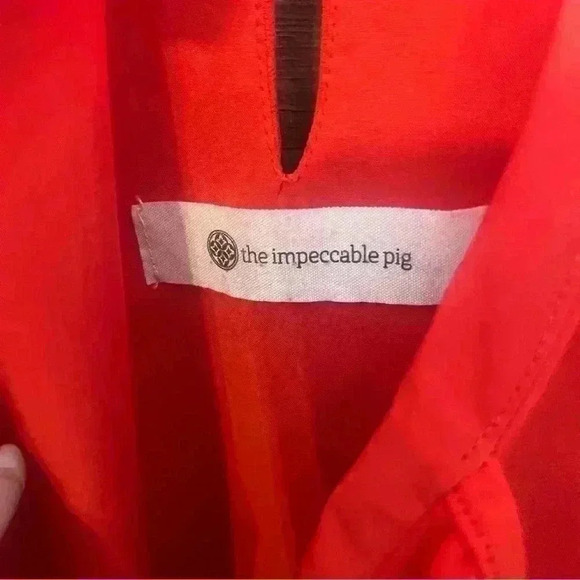 the impeccable pig